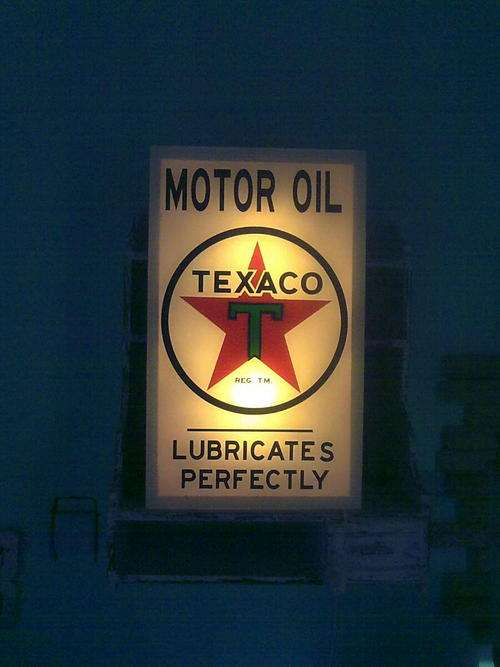 MOTOR OIL
TEXACO
T
REG. T.M.
LUBRICATES
PERFECTLY